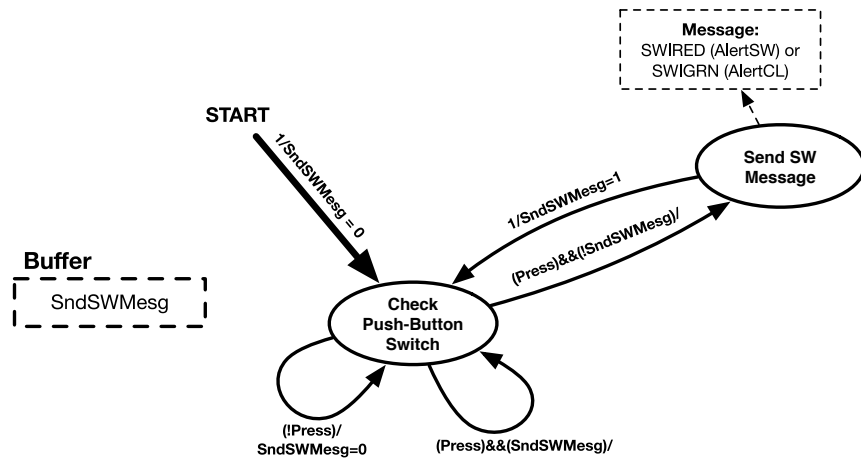 Message:
SWIRED (AlertSW) or
SWIGRN (AlertCL)
START
1/SndSWMesg = 0
Send SW
Message
1/SndSWMesg=1
(Press)&&(!SndSWMesg)/
Buffer
SndSWMesg
Check
Push-Button
Switch
(!Press)/
SndSWMesg=0
(Press)&&(SndSWMesg)/